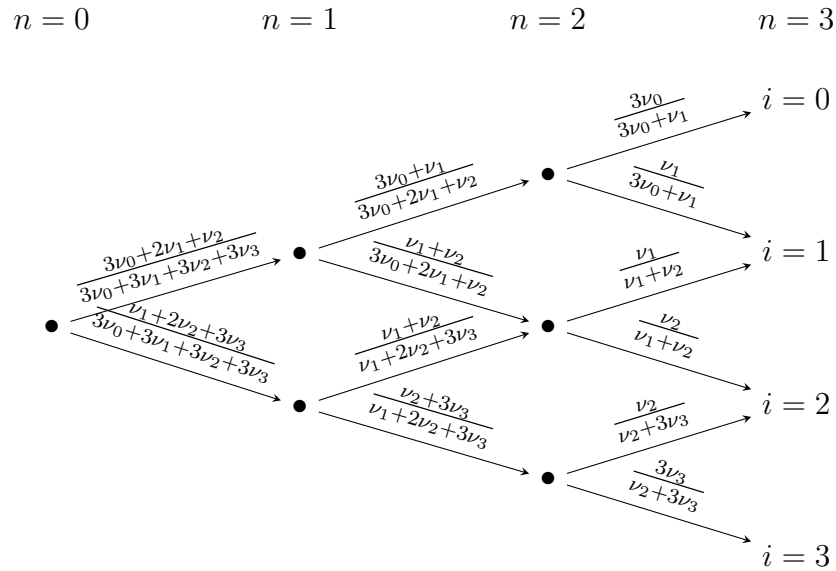 n = 0 n = 1 n = 2 n = 3
i = 0
3ν₀ / 3ν₀+ν₁
ν₁ / 3ν₀+ν₁
3ν₀+ν₁ / 3ν₀+2ν₁+ν₂
i = 1
3ν₀+2ν₁+ν₂ / 3ν₀+3ν₁+3ν₂+3ν₃
ν₁+ν₂ / 3ν₀+2ν₁+ν₂
ν₁ / ν₁+ν₂
ν₁+2ν₂+3ν₃ / 3ν₀+3ν₁+3ν₂+3ν₃
ν₁+ν₂ / ν₁+2ν₂+3ν₃
ν₂ / ν₁+ν₂
i = 2
ν₂+3ν₃ / ν₁+2ν₂+3ν₃
ν₂ / ν₂+3ν₃
3ν₃ / ν₂+3ν₃
i = 3